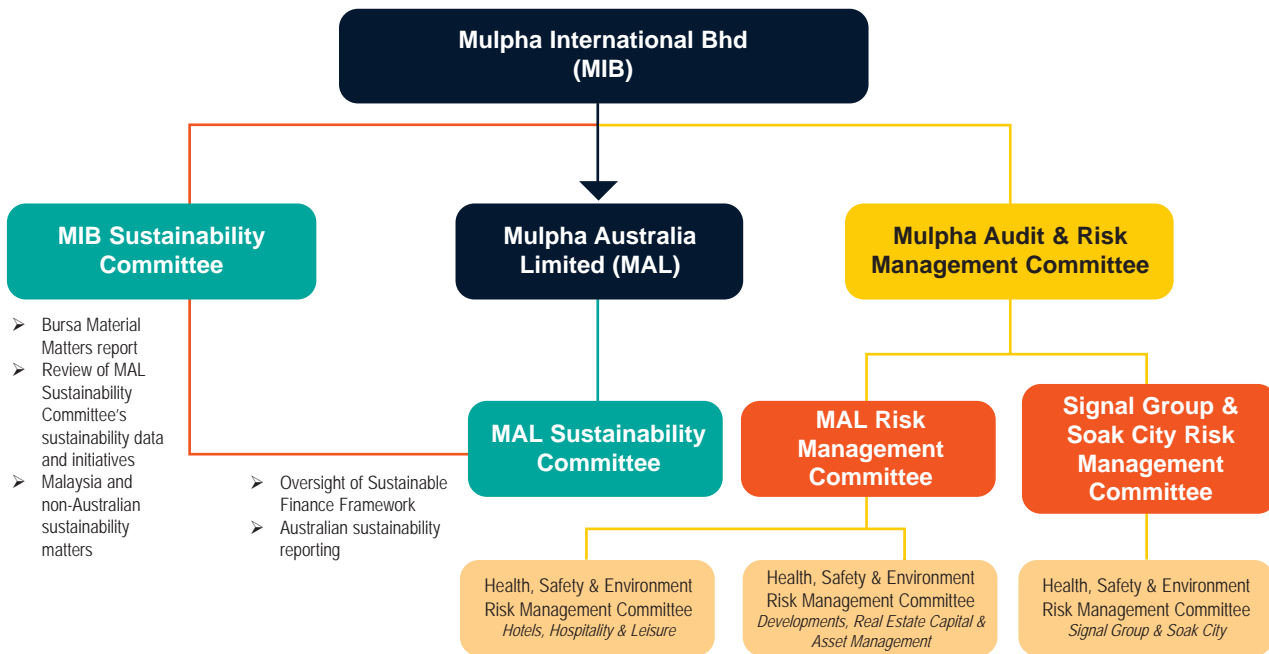 Mulpha International Bhd
(MIB)
MIB Sustainability
Committee
Mulpha Australia
Limited (MAL)
Mulpha Audit & Risk
Management Committee
➢ Bursa Material
Matters report
➢ Review of MAL
Sustainability
Committee's
sustainability data
and initiatives
➢ Malaysia and
non-Australian
sustainability
matters
MAL Sustainability
Committee
➢ Oversight of Sustainable
Finance Framework
➢ Australian sustainability
reporting
MAL Risk
Management
Committee
Signal Group &
Soak City Risk
Management
Committee
Health, Safety & Environment
Risk Management Committee
Hotels, Hospitality & Leisure
Health, Safety & Environment
Risk Management Committee
Developments, Real Estate Capital &
Asset Management
Health, Safety & Environment
Risk Management Committee
Signal Group & Soak City